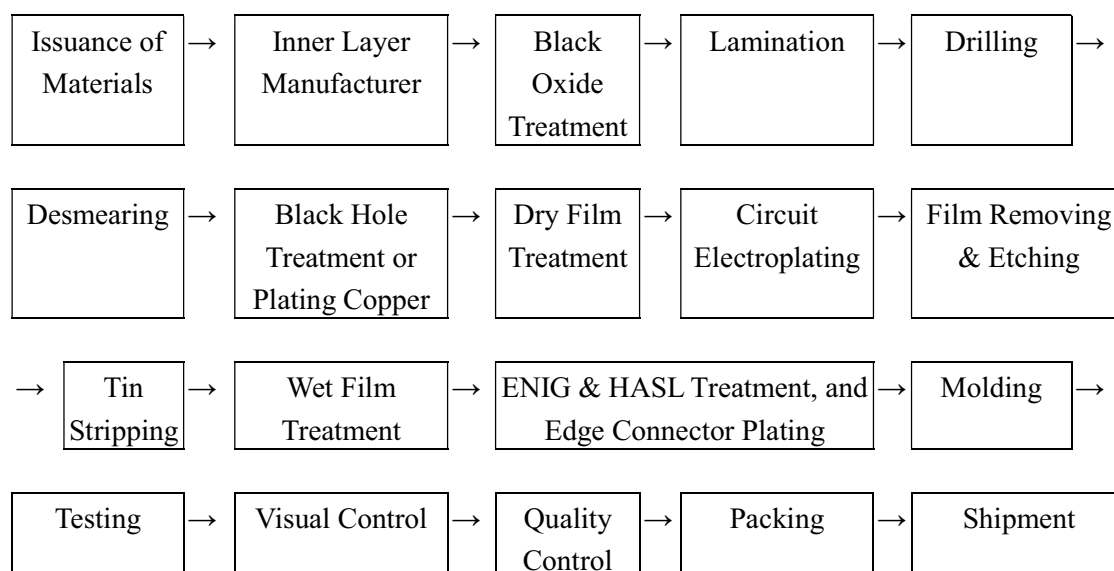 Issuance of → Inner Layer → Black → Lamination → Drilling →
Materials Manufacturer Oxide
Treatment
Desmearing → Black Hole → Dry Film → Circuit → Film Removing
Treatment or Treatment Electroplating & Etching
Plating Copper
→ Tin → Wet Film → ENIG & HASL Treatment, and → Molding →
Stripping Treatment Edge Connector Plating
Testing → Visual Control → Quality → Packing → Shipment
Control